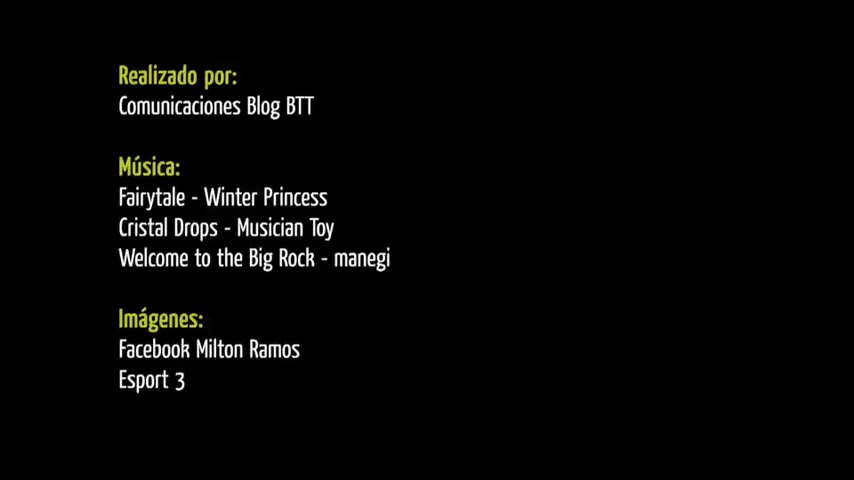 Realizado por:
Comunicaciones Blog BTT
Música:
Fairytale - Winter Princess
Cristal Drops - Musician Toy
Welcome to the Big Rock - manegi
Imágenes:
Facebook Milton Ramos
Esport 3